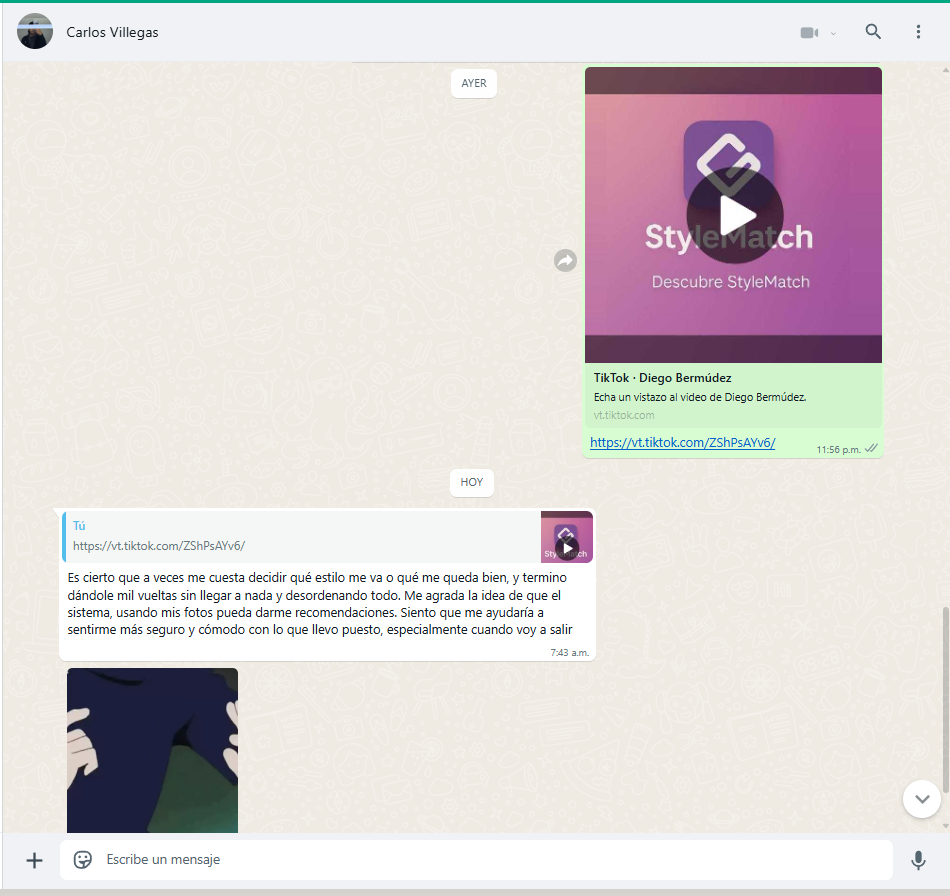 Carlos Villegas
AYER
StyleMatch
Descubre StyleMatch
TikTok · Diego Bermúdez
Echa un vistazo al video de Diego Bermúdez.
vt.tiktok.com
https://vt.tiktok.com/ZShPsAYv6/
11:56 p.m.
HOY
Tú
https://vt.tiktok.com/ZShPsAYv6/
StyleMatch
Es cierto que a veces me cuesta decidir qué estilo me va o qué me queda bien, y termino
dándole mil vueltas sin llegar a nada y desordenando todo. Me agrada la idea de que el
sistema, usando mis fotos pueda darme recomendaciones. Siento que me ayudaría a
sentirme más seguro y cómodo con lo que llevo puesto, especialmente cuando voy a salir
7:43 a.m.
Escribe un mensaje